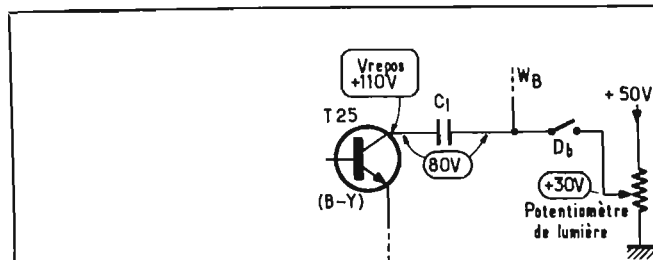 Vrepos
+110V
T25
C1
WB
+50V
Db
80V
(B-Y)
+30V
Potentiomètre
de lumière